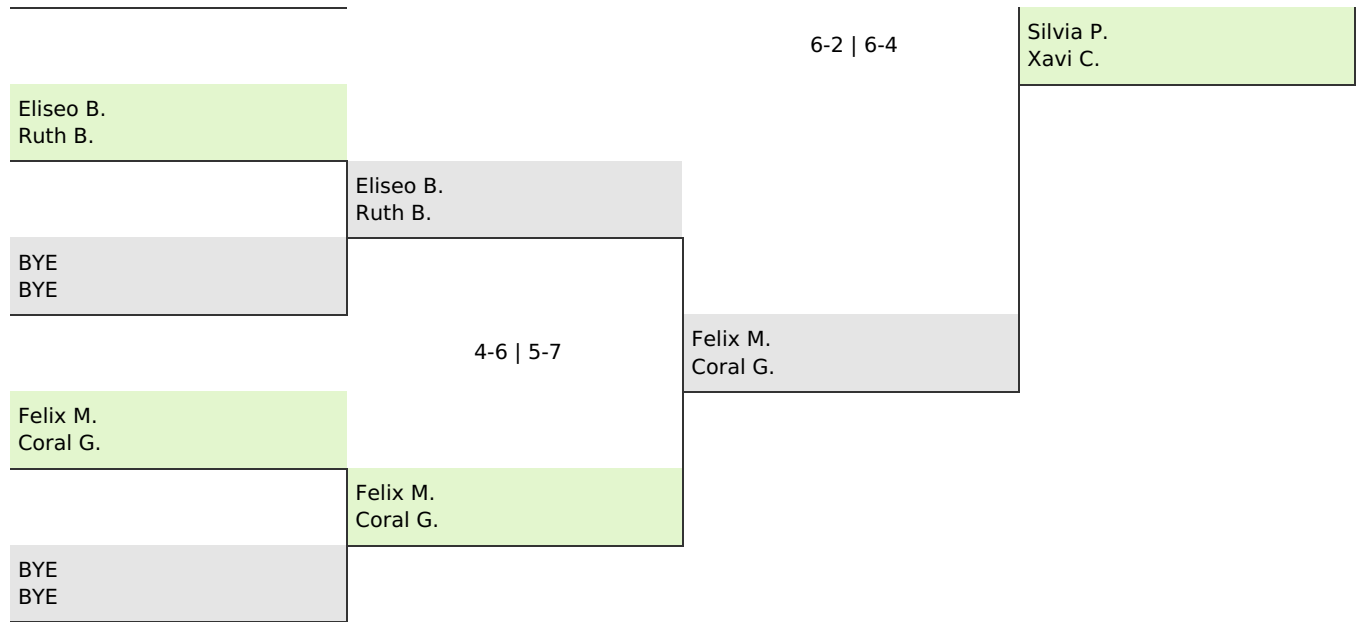 6-2 | 6-4
Silvia P.
Xavi C.
Eliseo B.
Ruth B.
Eliseo B.
Ruth B.
BYE
BYE
4-6 | 5-7
Felix M.
Coral G.
Felix M.
Coral G.
Felix M.
Coral G.
BYE
BYE